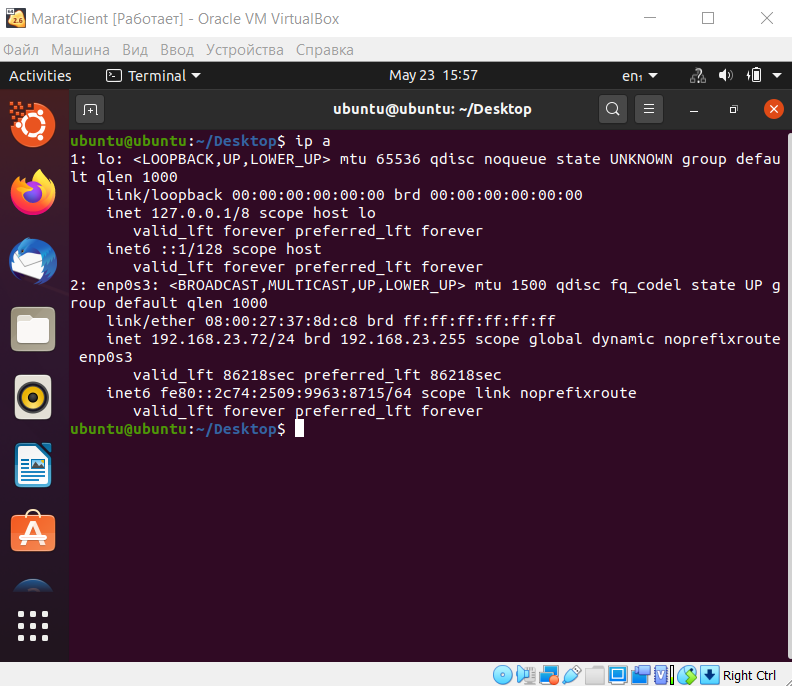 MaratClient [Работает] - Oracle VM VirtualBox
Файл Машина Вид Ввод Устройства Справка
Activities Terminal May 23 15:57 en₁
ubuntu@ubuntu: ~/Desktop
ubuntu@ubuntu:~/Desktop$ ip a
1: lo: <LOOPBACK,UP,LOWER_UP> mtu 65536 qdisc noqueue state UNKNOWN group defau
lt qlen 1000
link/loopback 00:00:00:00:00:00 brd 00:00:00:00:00:00
inet 127.0.0.1/8 scope host lo
valid_lft forever preferred_lft forever
inet6 ::1/128 scope host
valid_lft forever preferred_lft forever
2: enp0s3: <BROADCAST,MULTICAST,UP,LOWER_UP> mtu 1500 qdisc fq_codel state UP g
roup default qlen 1000
link/ether 08:00:27:37:8d:c8 brd ff:ff:ff:ff:ff:ff
inet 192.168.23.72/24 brd 192.168.23.255 scope global dynamic noprefixroute
enp0s3
valid_lft 86218sec preferred_lft 86218sec
inet6 fe80::2c74:2509:9963:8715/64 scope link noprefixroute
valid_lft forever preferred_lft forever
ubuntu@ubuntu:~/Desktop$
Right Ctrl